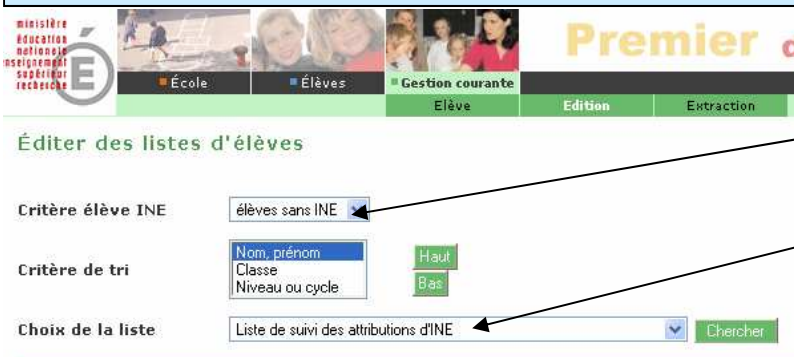 ministère
éducation
nationale
nseignement
supérieur
recherche
É
École
Élèves
Gestion courante
Premier d
Elève
Edition
Extraction
Éditer des listes d'élèves
Critère élève INE
élèves sans INE
Critère de tri
Nom, prénom
Classe
Niveau ou cycle
Haut
Bas
Choix de la liste
Liste de suivi des attributions d'INE
Chercher